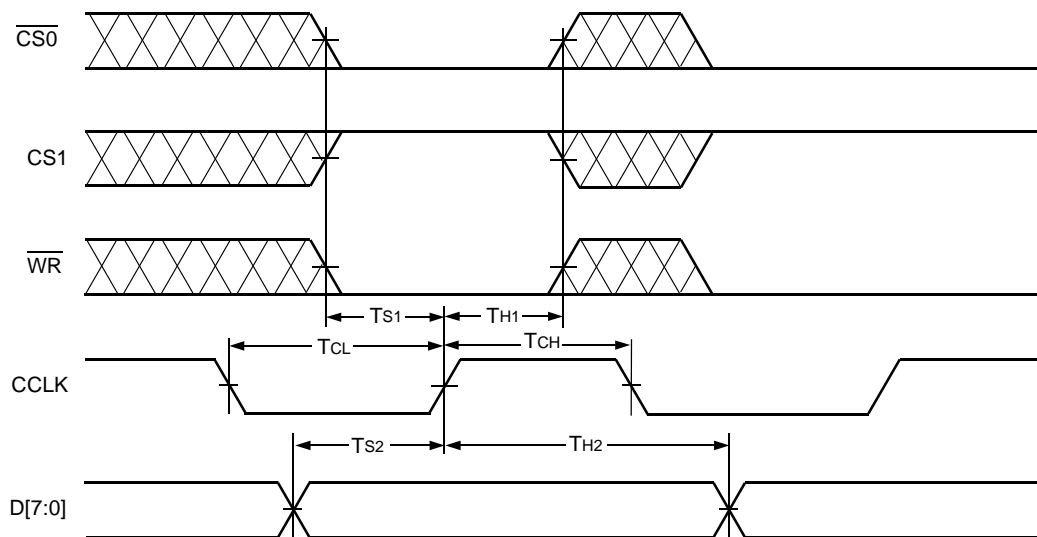 CS0
CS1
WR
TS1 TH1
TCL TCH
CCLK
TS2 TH2
D[7:0]